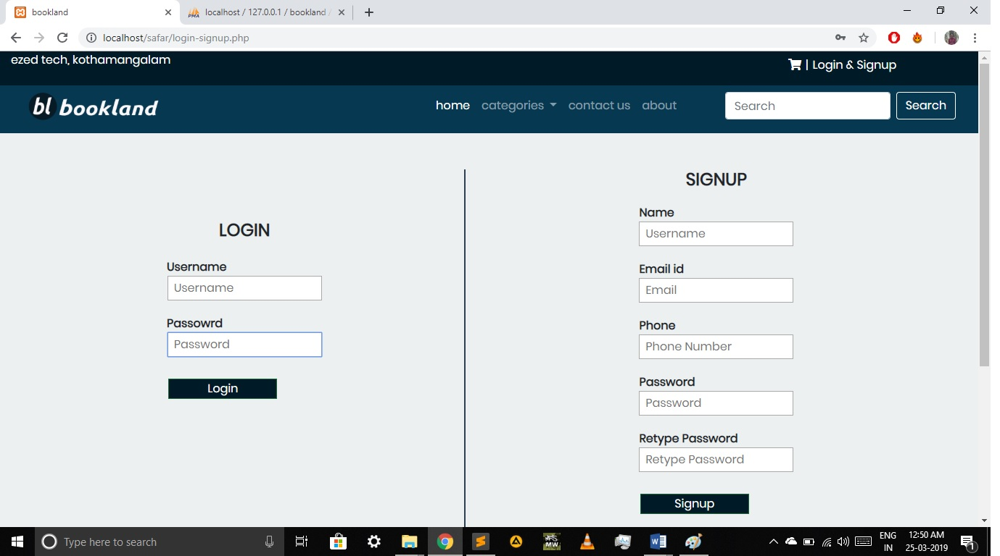 bookland
localhost / 127.0.0.1 / bookland /
localhost/safar/login-signup.php
ezed tech, kothamangalam
| Login & Signup
bl bookland
home categories contact us about Search Search
LOGIN
Username
Username
Passowrd
Password
Login
SIGNUP
Name
Username
Email id
Email
Phone
Phone Number
Password
Password
Retype Password
Retype Password
Signup
Type here to search
MW
ENG
IN
12:50 AM
25-03-2019
1